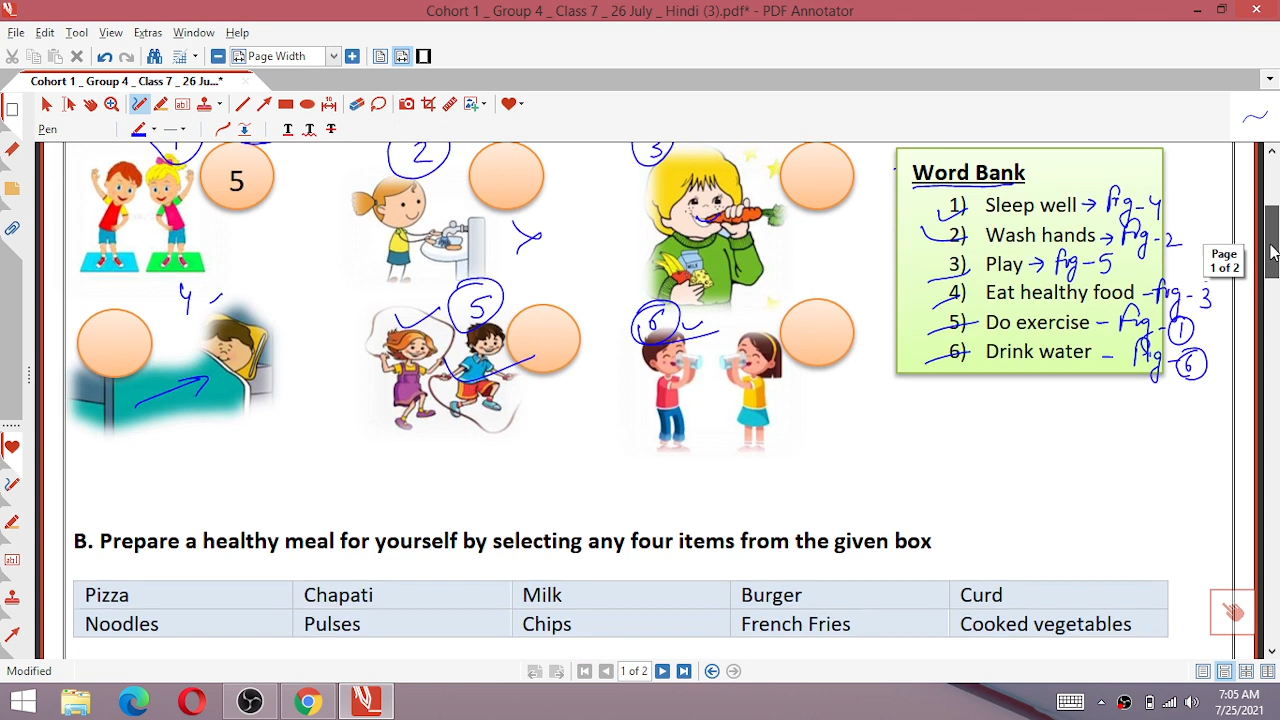 Cohort 1 _ Group 4 _ Class 7 _ 26 July _ Hindi (3).pdf* - PDF Annotator
File Edit Tool View Extras Window Help
Page Width
Cohort 1 _ Group 4 _ Class 7 _ 26 Ju...*
ab| 10
Pen T T T
1 2 3
5
Word Bank
1) Sleep well → fig-4
2) Wash hands → fig-2
3) Play → fig-5
4) Eat healthy food - fig-3
5) Do exercise - fig-1
6) Drink water - fig-6
Page
1 of 2
4 5 6
MILK
B. Prepare a healthy meal for yourself by selecting any four items from the given box
Pizza Chapati Milk Burger Curd
Noodles Pulses Chips French Fries Cooked vegetables
Modified 1 of 2
7:05 AM
7/25/2021